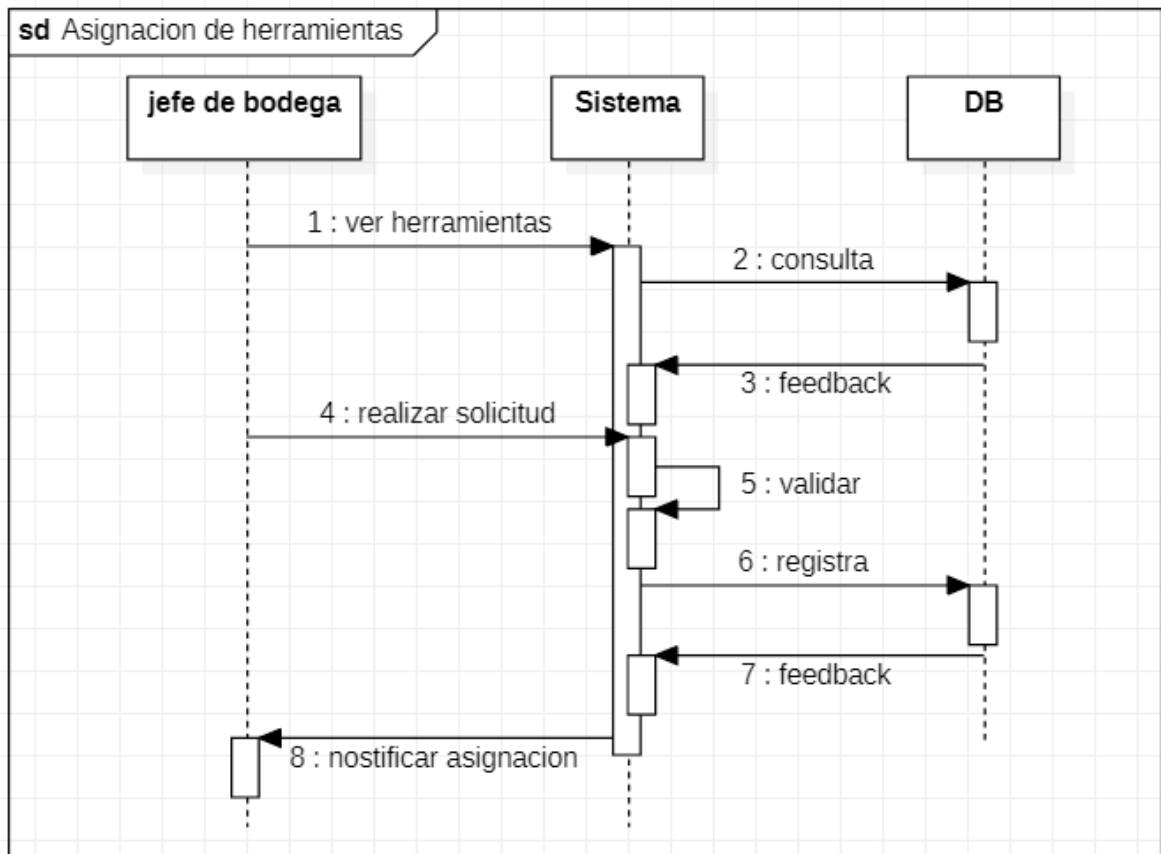 sd Asignacion de herramientas
jefe de bodega
Sistema
DB
1 : ver herramientas
2 : consulta
3 : feedback
4 : realizar solicitud
5 : validar
6 : registra
7 : feedback
8 : nostificar asignacion